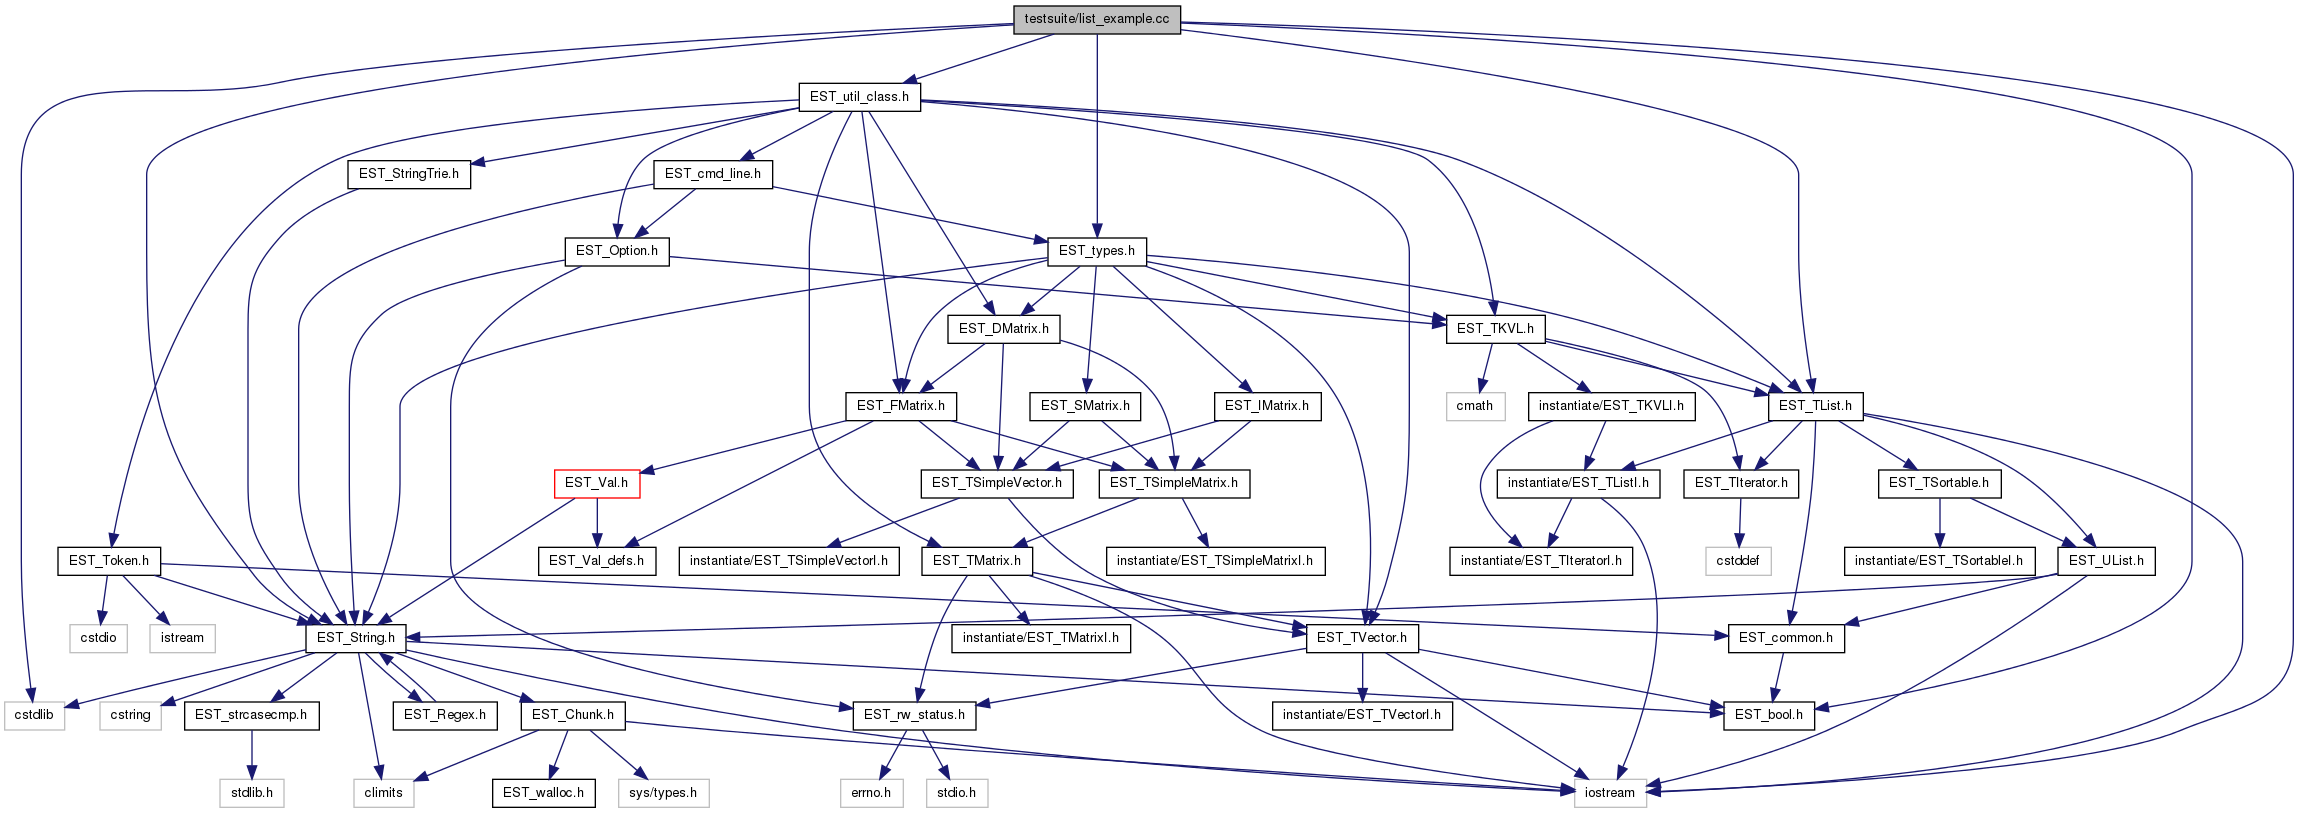 testsuite/list_example.cc
EST_util_class.h
EST_StringTrie.h
EST_cmd_line.h
EST_Option.h
EST_types.h
EST_DMatrix.h
EST_TKVL.h
EST_FMatrix.h
EST_SMatrix.h
EST_IMatrix.h
cmath
instantiate/EST_TKVLI.h
EST_TList.h
EST_Val.h
EST_TSimpleVector.h
EST_TSimpleMatrix.h
instantiate/EST_TListI.h
EST_TIterator.h
EST_TSortable.h
EST_Token.h
EST_Val_defs.h
instantiate/EST_TSimpleVectorI.h
EST_TMatrix.h
instantiate/EST_TSimpleMatrixI.h
instantiate/EST_TIteratorI.h
cstddef
instantiate/EST_TSortableI.h
EST_UList.h
cstdio
istream
EST_String.h
instantiate/EST_TMatrixI.h
EST_TVector.h
EST_common.h
cstdlib
cstring
EST_strcasecmp.h
EST_Regex.h
EST_Chunk.h
EST_rw_status.h
instantiate/EST_TVectorI.h
EST_bool.h
stdlib.h
climits
EST_walloc.h
sys/types.h
errno.h
stdio.h
iostream